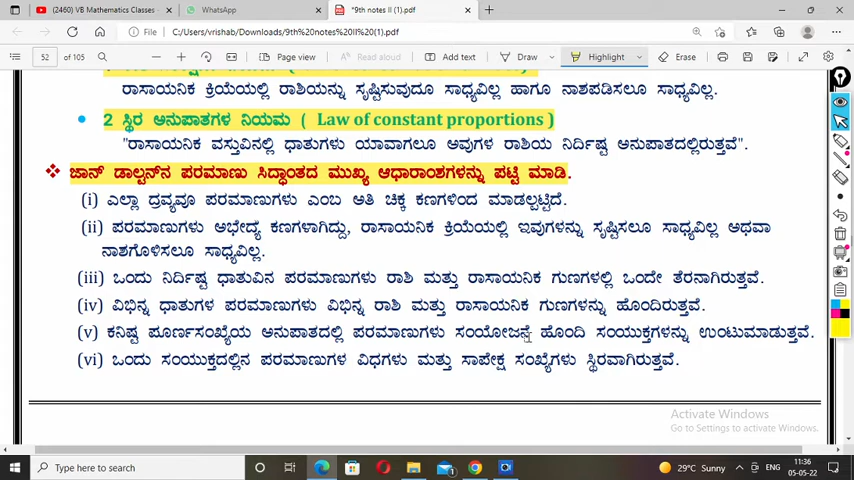 (2460) VB Mathematics Classes
WhatsApp
*9th notes II (1).pdf
File
C:/Users/vrishab/Downloads/9th%20notes%20II%20(1).pdf
52 of 105
Page view
Read aloud
Add text
Draw
Highlight
Erase
ರಾಸಾಯನಿಕ ಕ್ರಿಯೆಯಲ್ಲಿ ರಾಶಿಯನ್ನು ಸೃಷ್ಟಿಸುವುದೂ ಸಾಧ್ಯವಿಲ್ಲ ಹಾಗೂ ನಾಶಪಡಿಸಲೂ ಸಾಧ್ಯವಿಲ್ಲ.
2 ಸ್ಥಿರ ಅನುಪಾತಗಳ ನಿಯಮ ( Law of constant proportions)
"ರಾಸಾಯನಿಕ ವಸ್ತುವಿನಲ್ಲಿ ಧಾತುಗಳು ಯಾವಾಗಲೂ ಅವುಗಳ ರಾಶಿಯ ನಿರ್ದಿಷ್ಟ ಅನುಪಾತದಲ್ಲಿರುತ್ತವೆ".
ಜಾನ್ ಡಾಲ್ಟನ್‌ನ ಪರಮಾಣು ಸಿದ್ಧಾಂತದ ಮುಖ್ಯ ಆಧಾರಾಂಶಗಳನ್ನು ಪಟ್ಟಿ ಮಾಡಿ.
(i) ಎಲ್ಲಾ ದ್ರವ್ಯವೂ ಪರಮಾಣುಗಳು ಎಂಬ ಅತಿ ಚಿಕ್ಕ ಕಣಗಳಿಂದ ಮಾಡಲ್ಪಟ್ಟಿದೆ.
(ii) ಪರಮಾಣುಗಳು ಅಭೇದ್ಯ ಕಣಗಳಾಗಿದ್ದು, ರಾಸಾಯನಿಕ ಕ್ರಿಯೆಯಲ್ಲಿ ಇವುಗಳನ್ನು ಸೃಷ್ಟಿಸಲೂ ಸಾಧ್ಯವಿಲ್ಲ ಅಥವಾ
ನಾಶಗೊಳಿಸಲೂ ಸಾಧ್ಯವಿಲ್ಲ.
(iii) ಒಂದು ನಿರ್ದಿಷ್ಟ ಧಾತುವಿನ ಪರಮಾಣುಗಳು ರಾಶಿ ಮತ್ತು ರಾಸಾಯನಿಕ ಗುಣಗಳಲ್ಲಿ ಒಂದೇ ತೆರನಾಗಿರುತ್ತವೆ.
(iv) ವಿಭಿನ್ನ ಧಾತುಗಳ ಪರಮಾಣುಗಳು ವಿಭಿನ್ನ ರಾಶಿ ಮತ್ತು ರಾಸಾಯನಿಕ ಗುಣಗಳನ್ನು ಹೊಂದಿರುತ್ತವೆ.
(v) ಕನಿಷ್ಟ ಪೂರ್ಣಸಂಖ್ಯೆಯ ಅನುಪಾತದಲ್ಲಿ ಪರಮಾಣುಗಳು ಸಂಯೋಜನೆ ಹೊಂದಿ ಸಂಯುಕ್ತಗಳನ್ನು ಉಂಟುಮಾಡುತ್ತವೆ.
(vi) ಒಂದು ಸಂಯುಕ್ತದಲ್ಲಿನ ಪರಮಾಣುಗಳ ವಿಧಗಳು ಮತ್ತು ಸಾಪೇಕ್ಷ ಸಂಖ್ಯೆಗಳು ಸ್ಥಿರವಾಗಿರುತ್ತವೆ.
Activate Windows
Go to Settings to activate Windows.
Type here to search
29°C Sunny
ENG
11:36
05-05-22